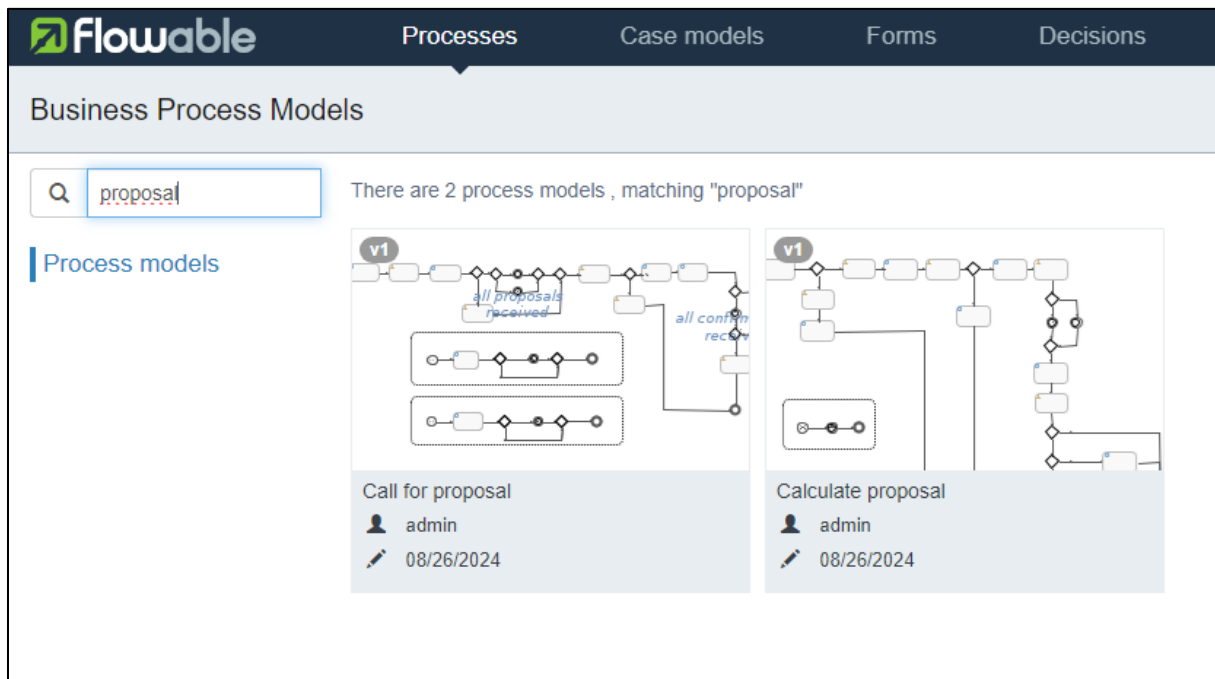 Flowable Processes Case models Forms Decisions
Business Process Models
proposal
There are 2 process models , matching "proposal"
Process models
v1
all proposals
received
all confirm
recei
Call for proposal
admin
08/26/2024
v1
Calculate proposal
admin
08/26/2024